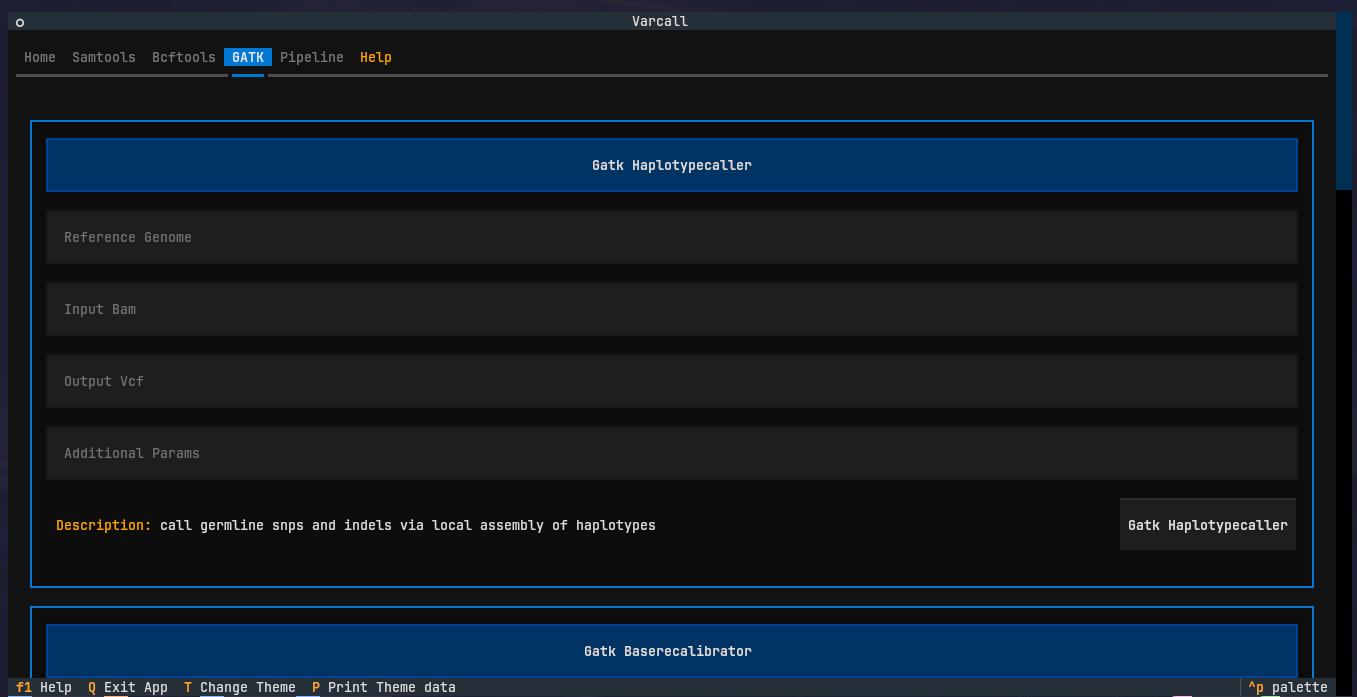 Varcall
Home Samtools Bcftools GATK Pipeline Help
Gatk Haplotypecaller
Reference Genome
Input Bam
Output Vcf
Additional Params
Description: call germline snps and indels via local assembly of haplotypes
Gatk Haplotypecaller
Gatk Baserecalibrator
f1 Help Q Exit App T Change Theme P Print Theme data ^p palette